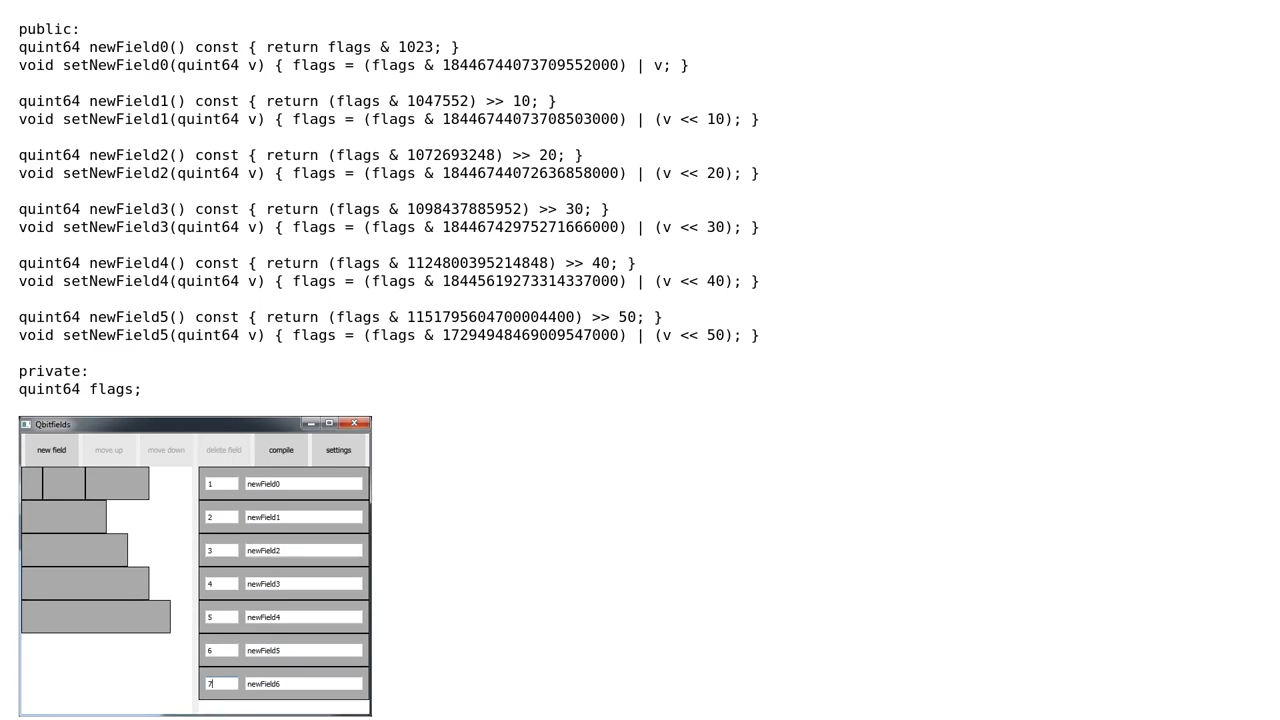 public:
quint64 newField0() const { return flags & 1023; }
void setNewField0(quint64 v) { flags = (flags & 18446744073709552000) | v; }
quint64 newField1() const { return (flags & 1047552) >> 10; }
void setNewField1(quint64 v) { flags = (flags & 18446744073708503000) | (v << 10); }
quint64 newField2() const { return (flags & 1072693248) >> 20; }
void setNewField2(quint64 v) { flags = (flags & 18446744072636858000) | (v << 20); }
quint64 newField3() const { return (flags & 1098437885952) >> 30; }
void setNewField3(quint64 v) { flags = (flags & 18446742975271666000) | (v << 30); }
quint64 newField4() const { return (flags & 1124800395214848) >> 40; }
void setNewField4(quint64 v) { flags = (flags & 18445619273314337000) | (v << 40); }
quint64 newField5() const { return (flags & 1151795604700004400) >> 50; }
void setNewField5(quint64 v) { flags = (flags & 17294948469009547000) | (v << 50); }
private:
quint64 flags;
Qbitfields
new field move up move down delete field compile settings
1 newField0
2 newField1
3 newField2
4 newField3
5 newField4
6 newField5
7 newField6